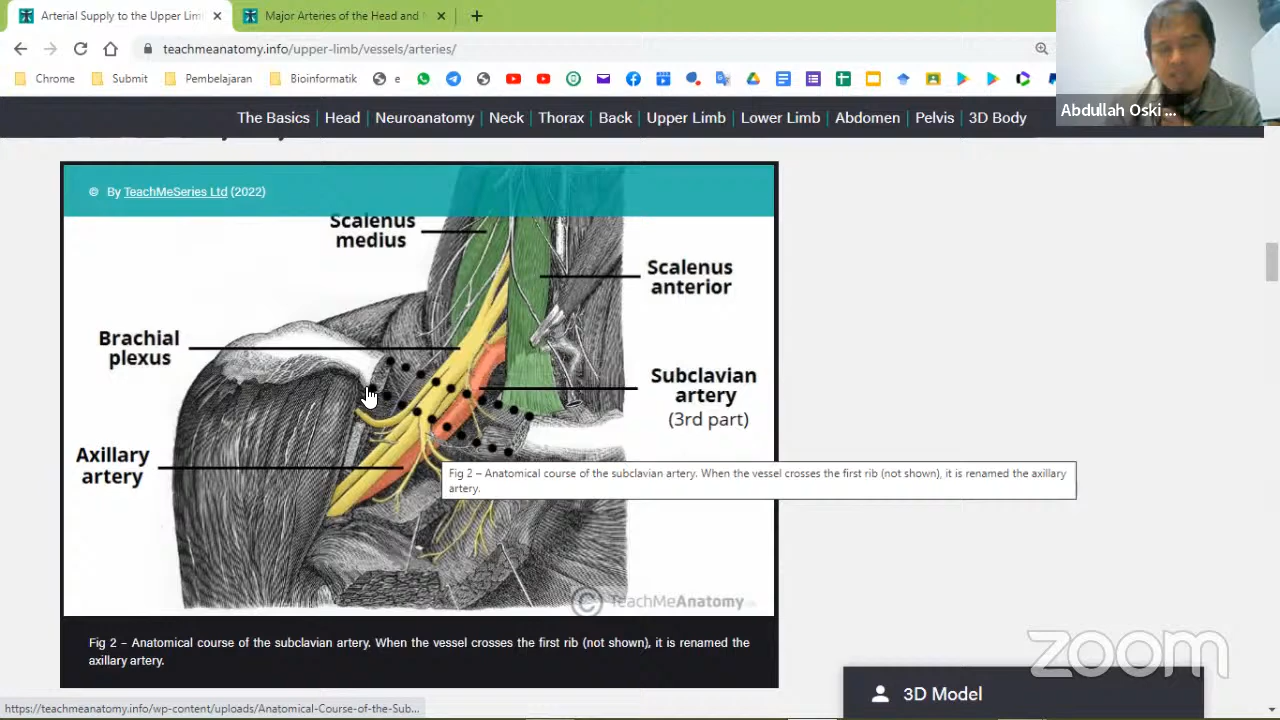 Arterial Supply to the Upper Lim
Major Arteries of the Head and
teachmeanatomy.info/upper-limb/vessels/arteries/
Chrome
Submit
Pembelajaran
Bioinformatik
e
Abdullah Oski ...
The Basics | Head | Neuroanatomy | Neck | Thorax | Back | Upper Limb | Lower Limb | Abdomen | Pelvis | 3D Body
© By TeachMeSeries Ltd (2022)
Scalenus
medius
Scalenus
anterior
Brachial
plexus
Subclavian
artery
(3rd part)
Axillary
artery
Fig 2 – Anatomical course of the subclavian artery. When the vessel crosses the first rib (not shown), it is renamed the axillary
artery.
© TeachMeAnatomy
Fig 2 – Anatomical course of the subclavian artery. When the vessel crosses the first rib (not shown), it is renamed the
axillary artery.
zoom
3D Model
https://teachmeanatomy.info/wp-content/uploads/Anatomical-Course-of-the-Sub...